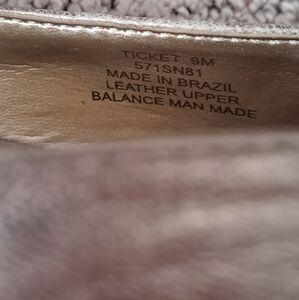 TICKET 9M
571SN81
MADE IN BRAZIL
LEATHER UPPER
BALANCE MAN MADE